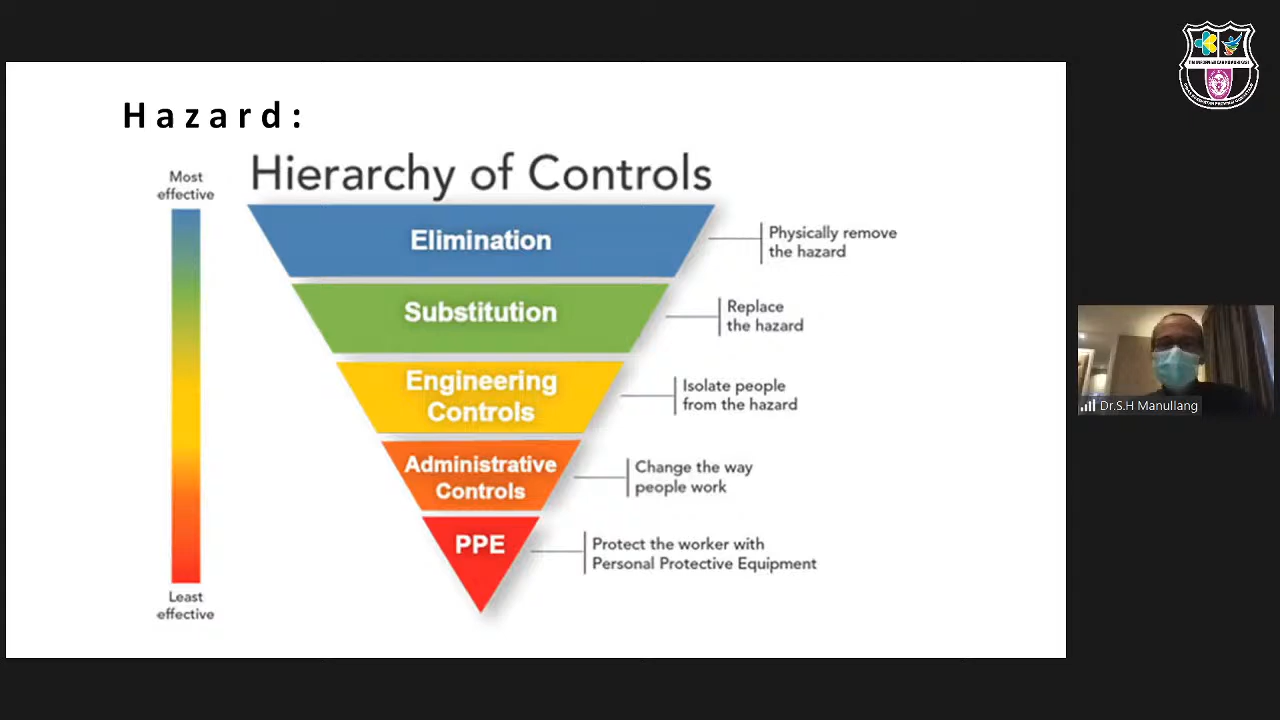 Hazard:
Hierarchy of Controls
Most
effective
Elimination
Physically remove
the hazard
Substitution
Replace
the hazard
Engineering
Controls
Isolate people
from the hazard
Administrative
Controls
Change the way
people work
PPE
Protect the worker with
Personal Protective Equipment
Least
effective
Dr.S.H Manullang